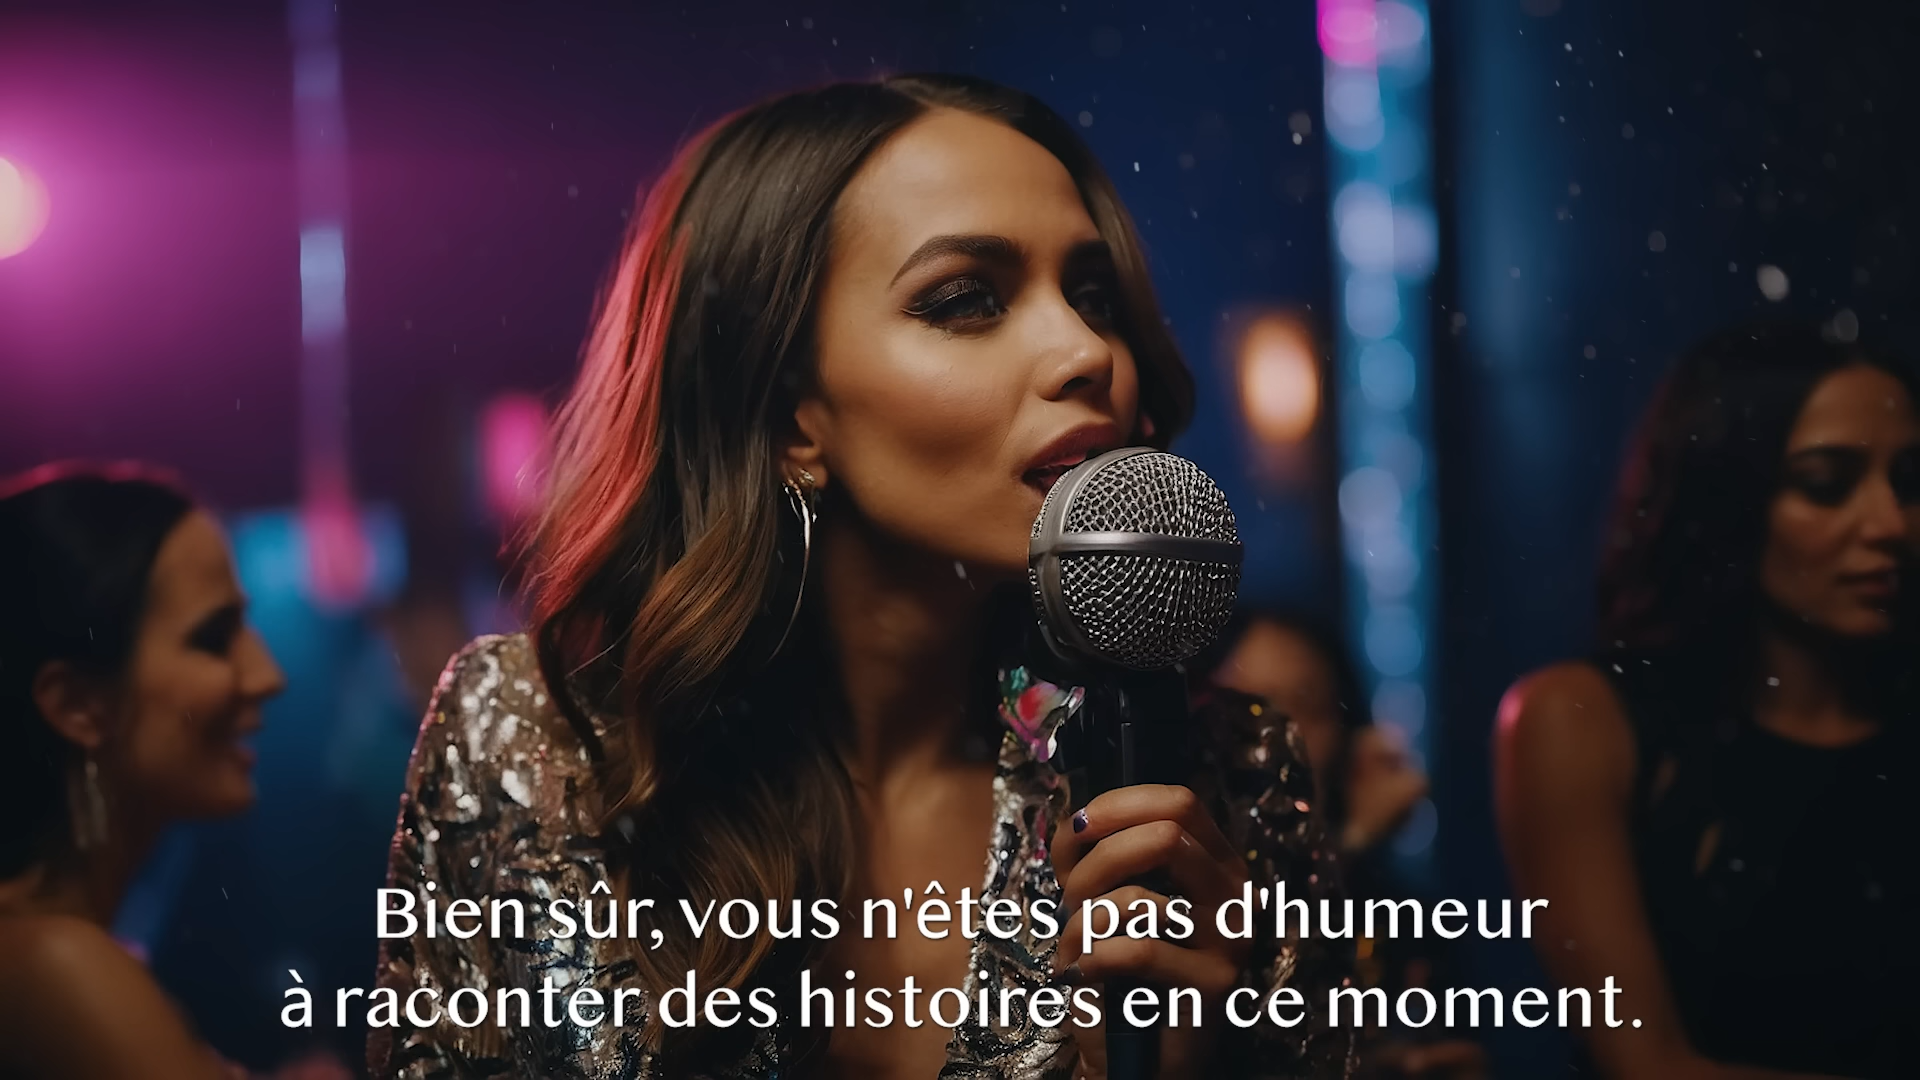 Bien sûr, vous n'êtes pas d'humeur
à raconter des histoires en ce moment.